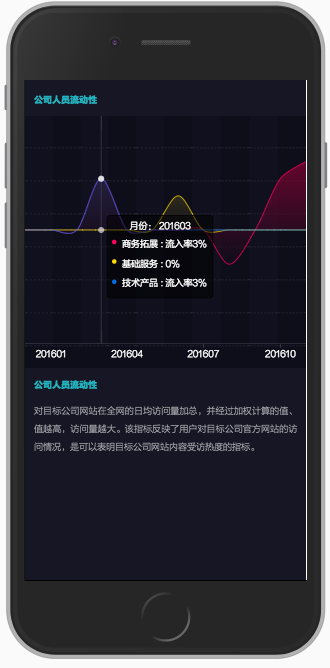 公司人员流动性
月份: 201603
商务拓展 : 流入率3%
基础服务 : 0%
技术产品 : 流入率3%
201601 201604 201607 201610
公司人员流动性
对目标公司网站在全网的日均访问量加总，并经过加权计算的值、
值越高，访问量越大。该指标反映了用户对目标公司官方网站的访
问情况，是可以表明目标公司网站内容受访热度的指标。